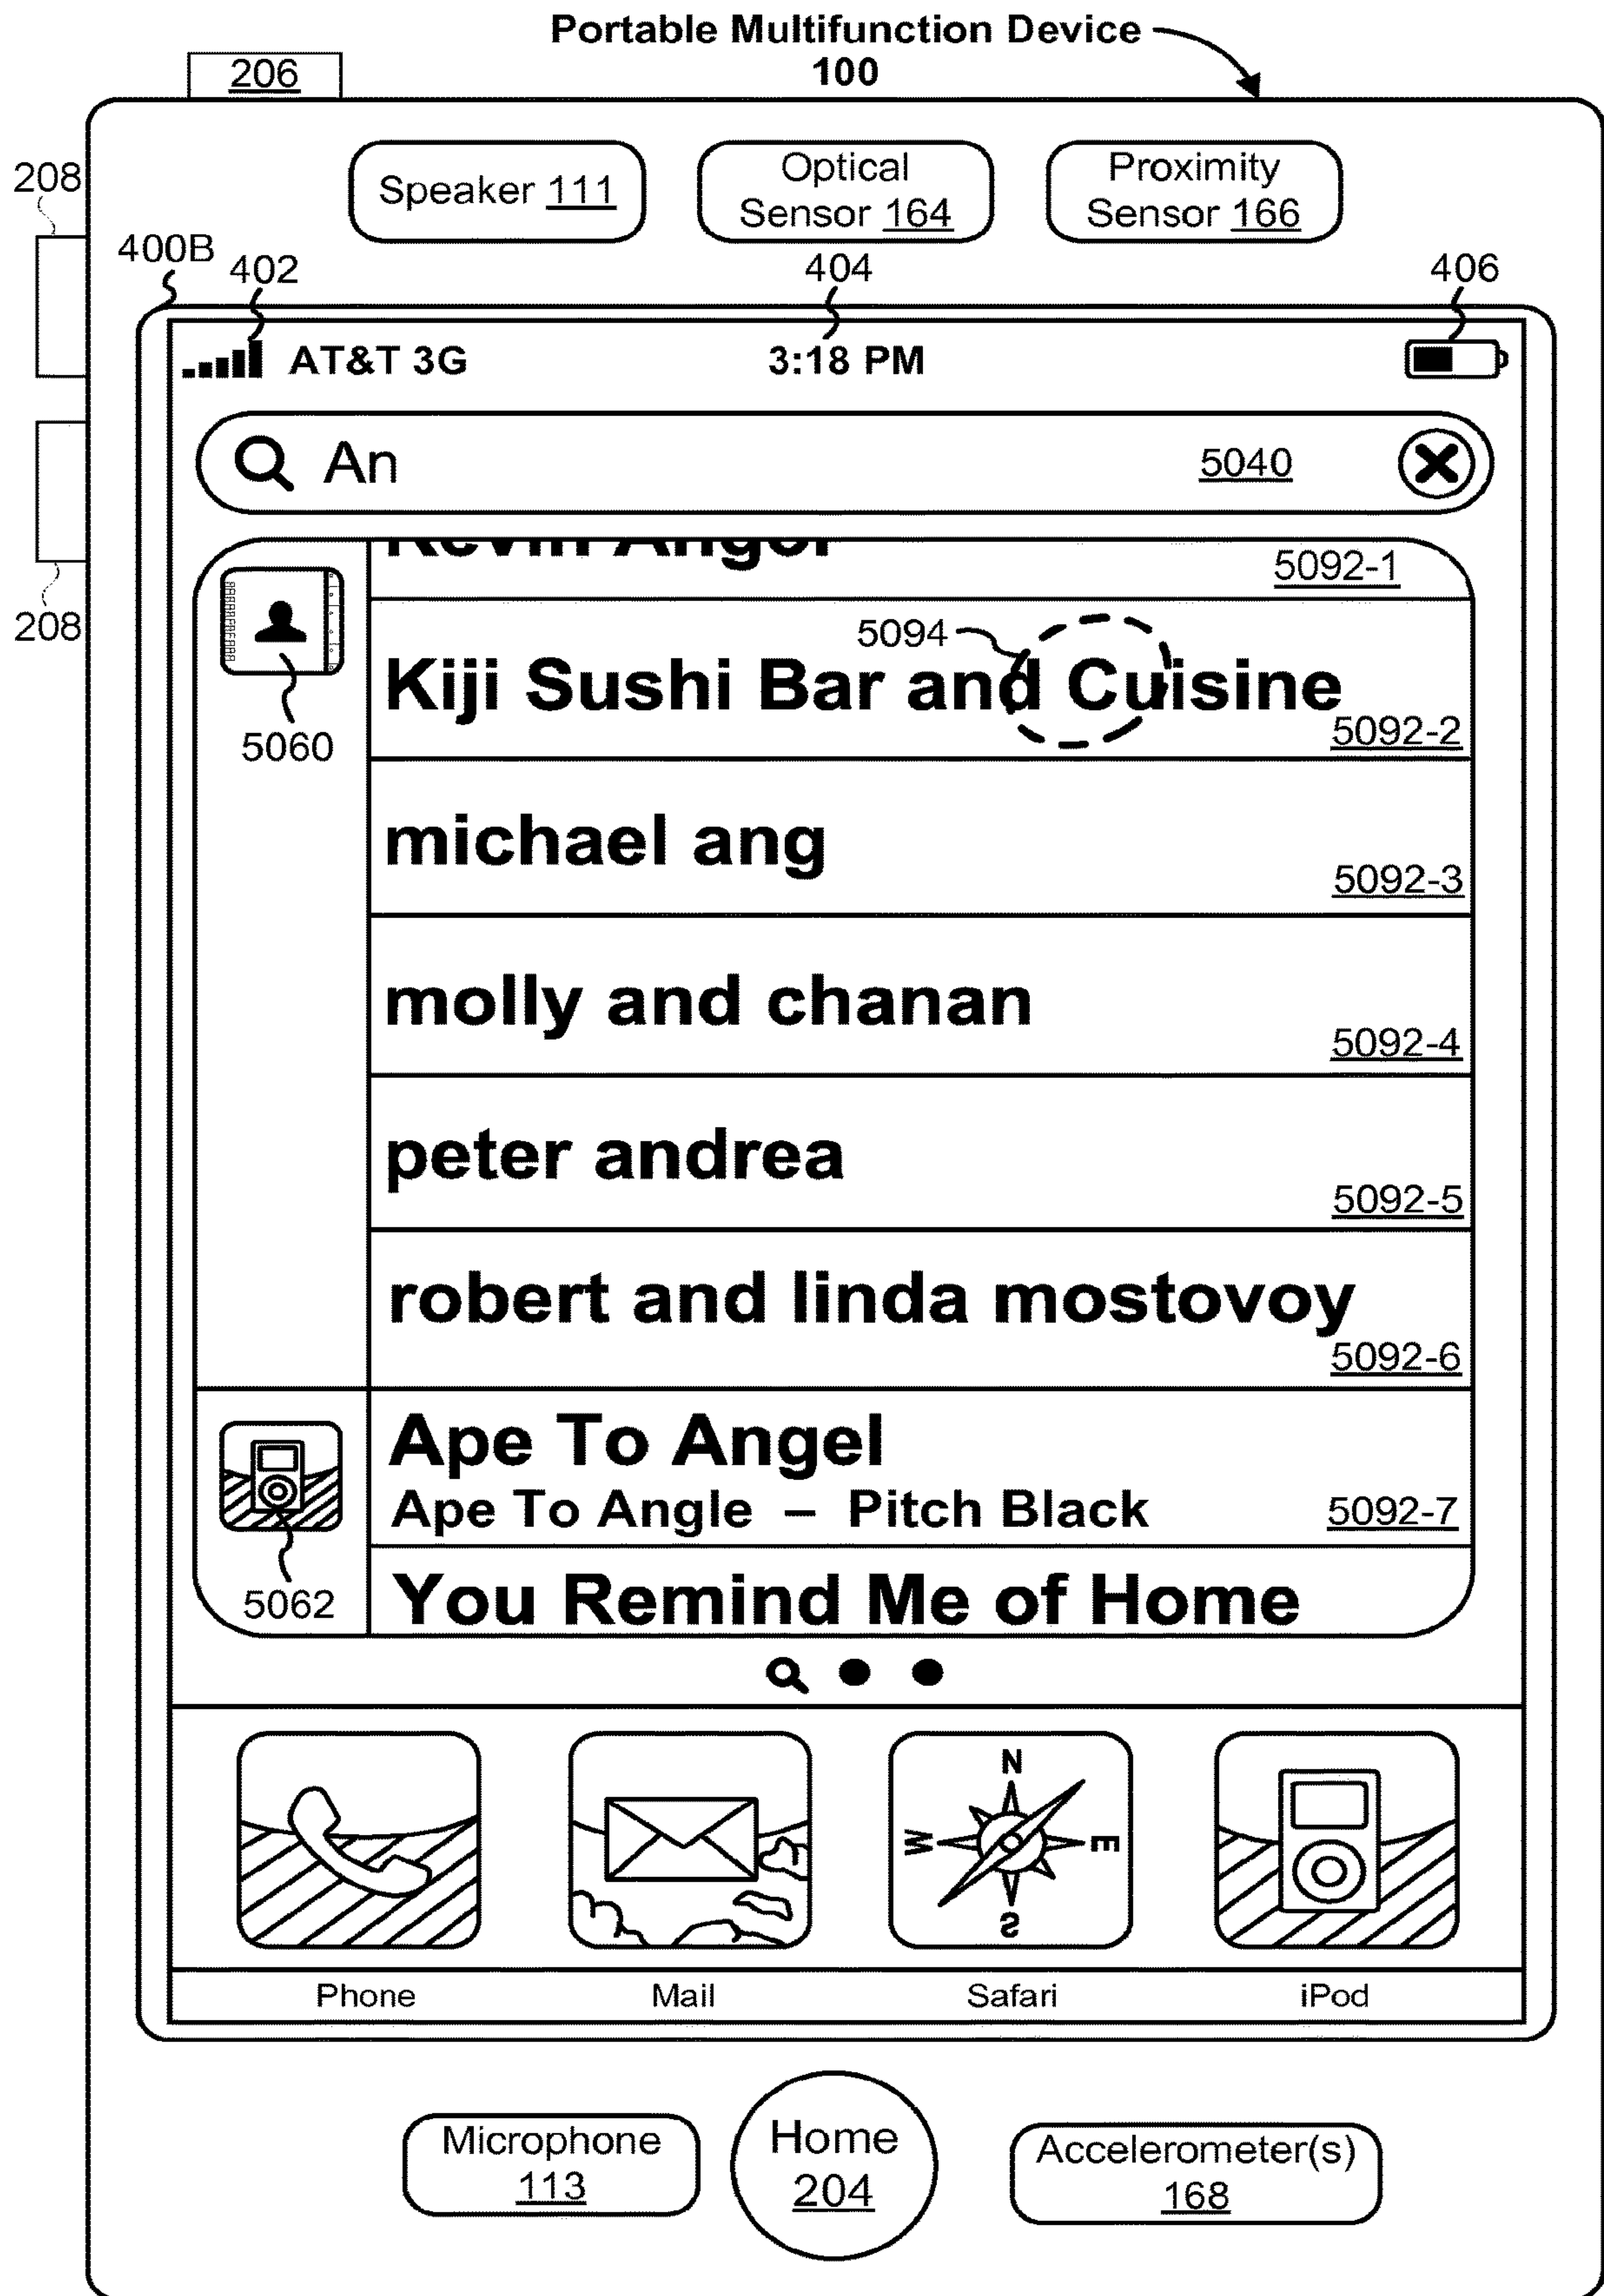 Portable Multifunction Device
100
206
208
Speaker 111
Optical
Sensor 164
Proximity
Sensor 166
400B
402
404
406
AT&T 3G
3:18 PM
An
5040
208
Kevin Angol
5092-1
5094
Kiji Sushi Bar and Cuisine
5092-2
5060
michael ang
5092-3
molly and chanan
5092-4
peter andrea
5092-5
robert and linda mostovoy
5092-6
Ape To Angel
Ape To Angle – Pitch Black
5092-7
You Remind Me of Home
5062
N
W
E
S
Phone
Mail
Safari
iPod
Microphone
113
Home
204
Accelerometer(s)
168